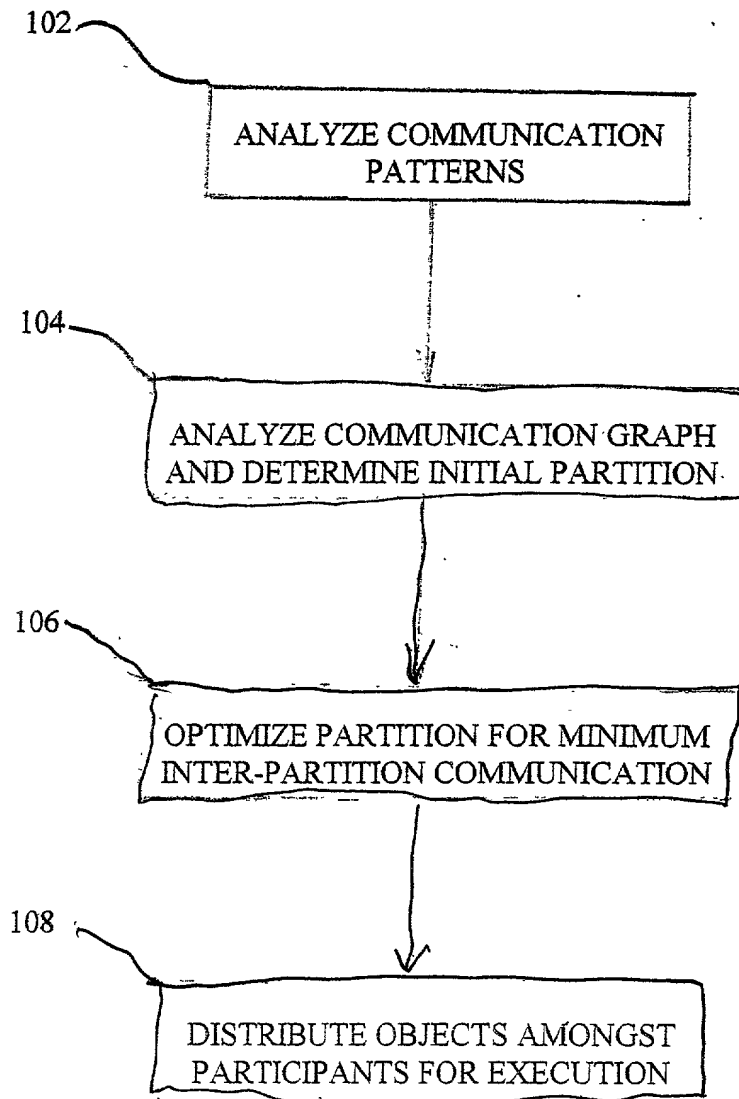 102
ANALYZE COMMUNICATION
PATTERNS
104
ANALYZE COMMUNICATION GRAPH
AND DETERMINE INITIAL PARTITION
106
OPTIMIZE PARTITION FOR MINIMUM
INTER-PARTITION COMMUNICATION
108
DISTRIBUTE OBJECTS AMONGST
PARTICIPANTS FOR EXECUTION